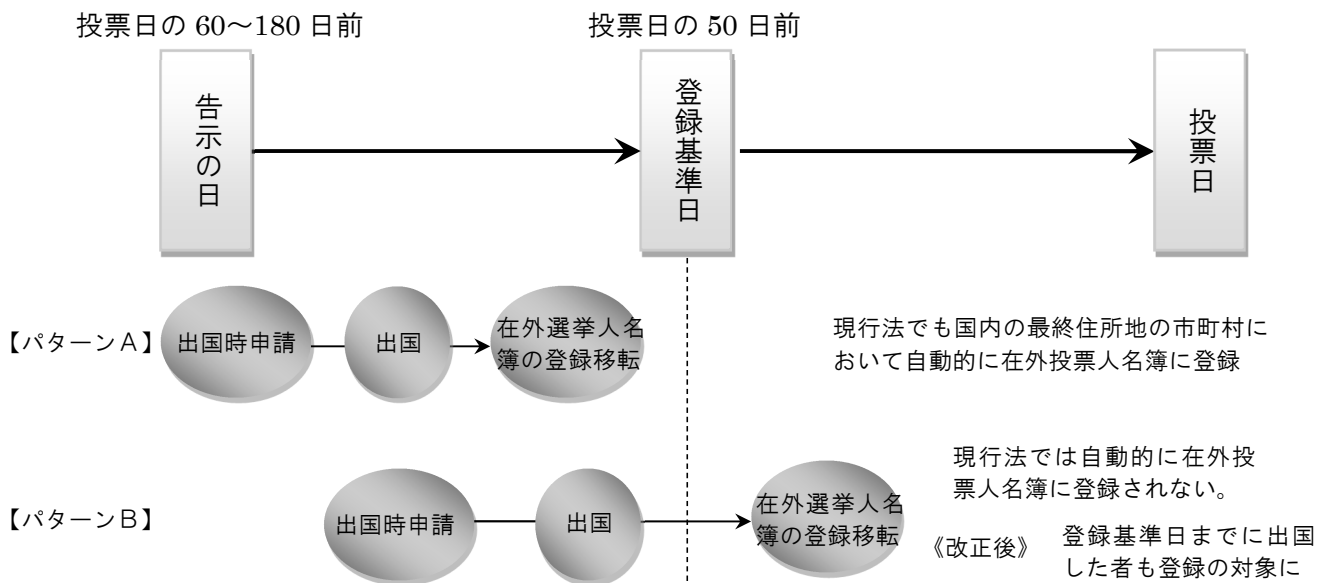 投票日の 60～180 日前
投票日の 50 日前
告示の日
登録基準日
投票日
【パターンＡ】
出国時申請
出国
在外選挙人名
簿の登録移転
現行法でも国内の最終住所地の市町村に
おいて自動的に在外投票人名簿に登録
【パターンＢ】
出国時申請
出国
在外選挙人名
簿の登録移転
現行法では自動的に在外投
票人名簿に登録されない。
《改正後》
登録基準日までに出国
した者も登録の対象に